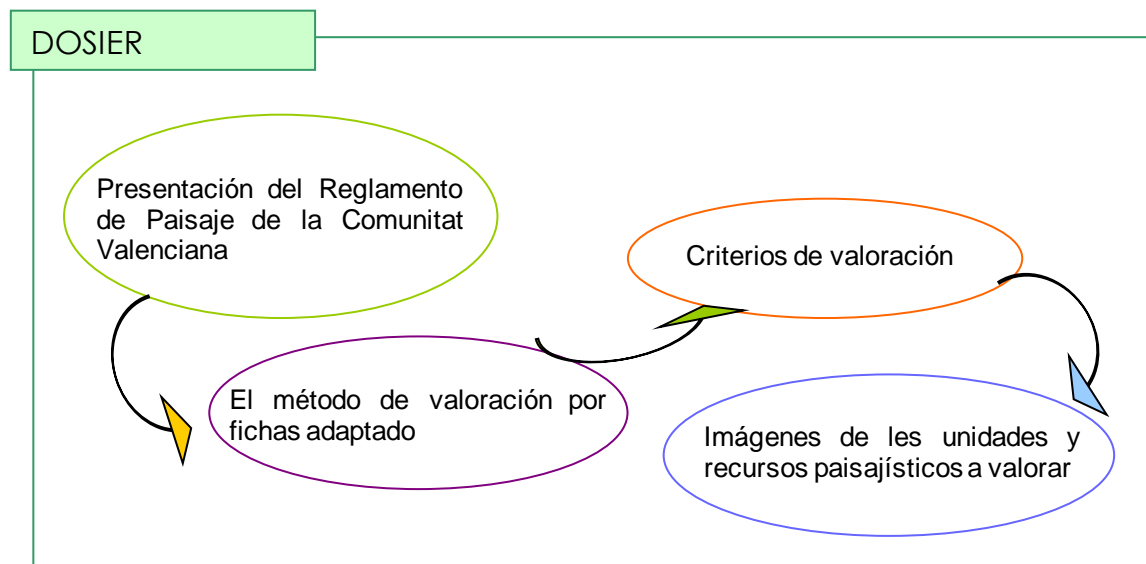 DOSIER
Presentación del Reglamento
de Paisaje de la Comunitat
Valenciana
El método de valoración por
fichas adaptado
Criterios de valoración
Imágenes de les unidades y
recursos paisajísticos a valorar